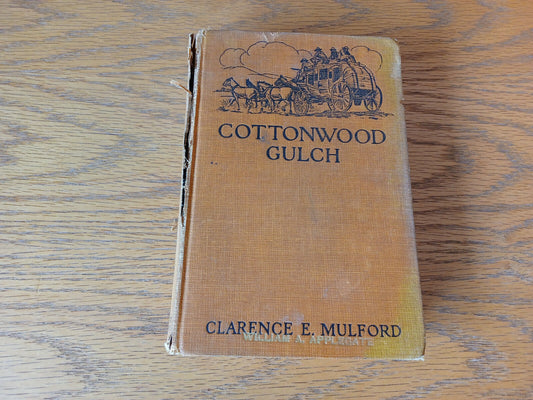 COTTONWOOD
GULCH
CLARENCE E. MULFORD
WILLIAM A. APPLEGATE